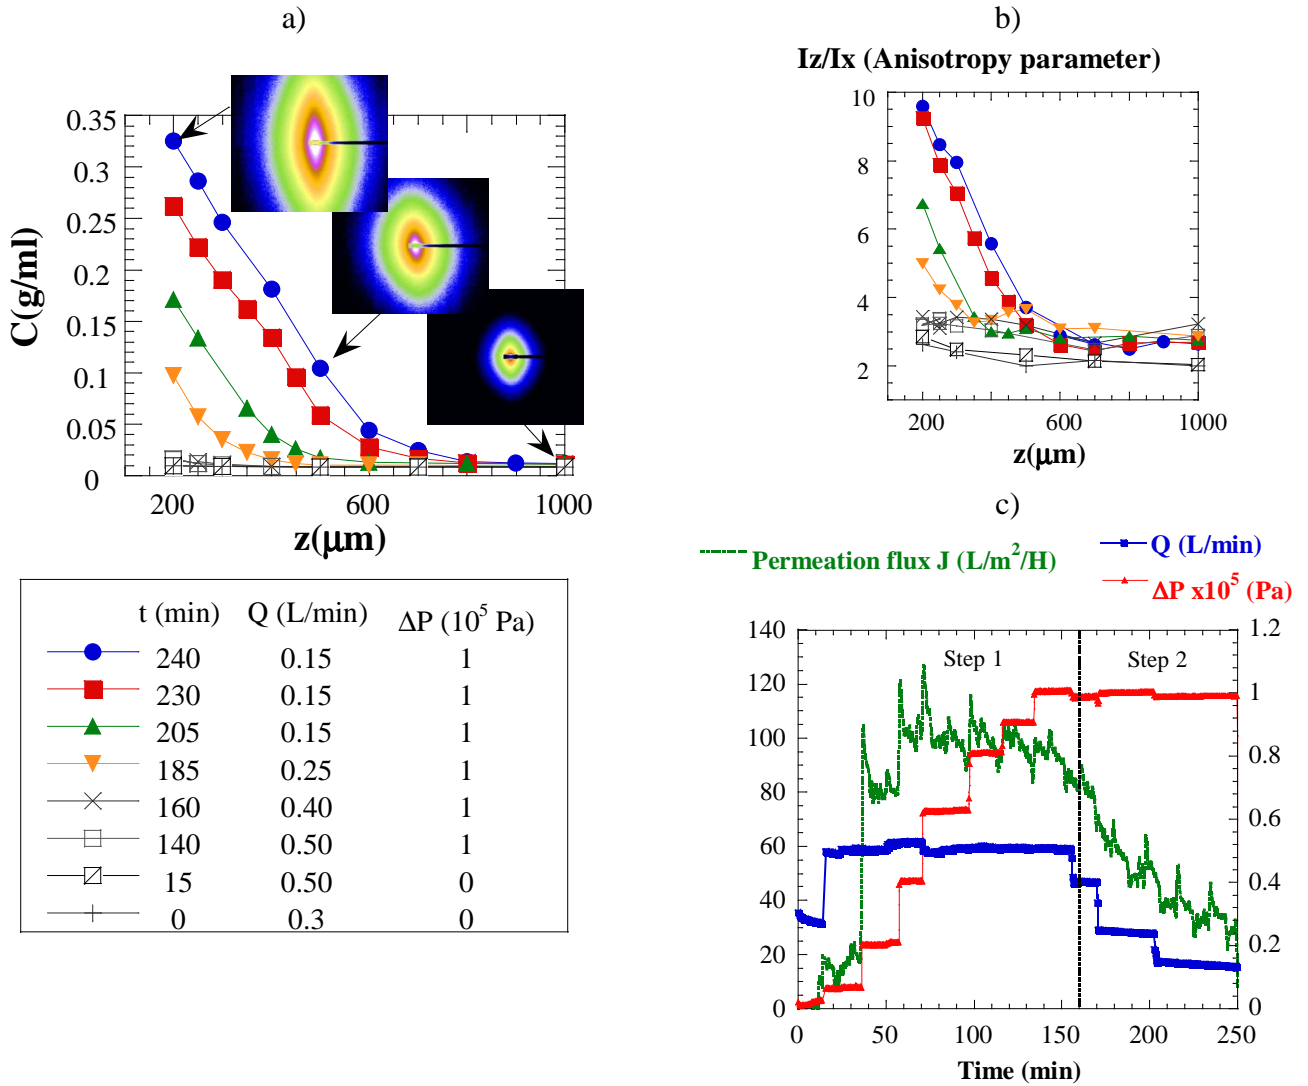 a)
0.35
0.3
0.25
0.2
0.15
0.1
0.05
0
C(g/ml)
200
600
1000
z(μm)
t (min) Q (L/min) ΔP (10⁵ Pa)
240 0.15 1
230 0.15 1
205 0.15 1
185 0.25 1
160 0.40 1
140 0.50 1
15 0.50 0
0 0.3 0
b)
Iz/Ix (Anisotropy parameter)
10
8
6
4
2
200
600
1000
z(μm)
c)
Permeation flux J (L/m²/H)
Q (L/min)
ΔP x10⁵ (Pa)
140
120
100
80
60
40
20
0
Step 1
Step 2
1.2
1
0.8
0.6
0.4
0.2
0
0
50
100
150
200
250
Time (min)